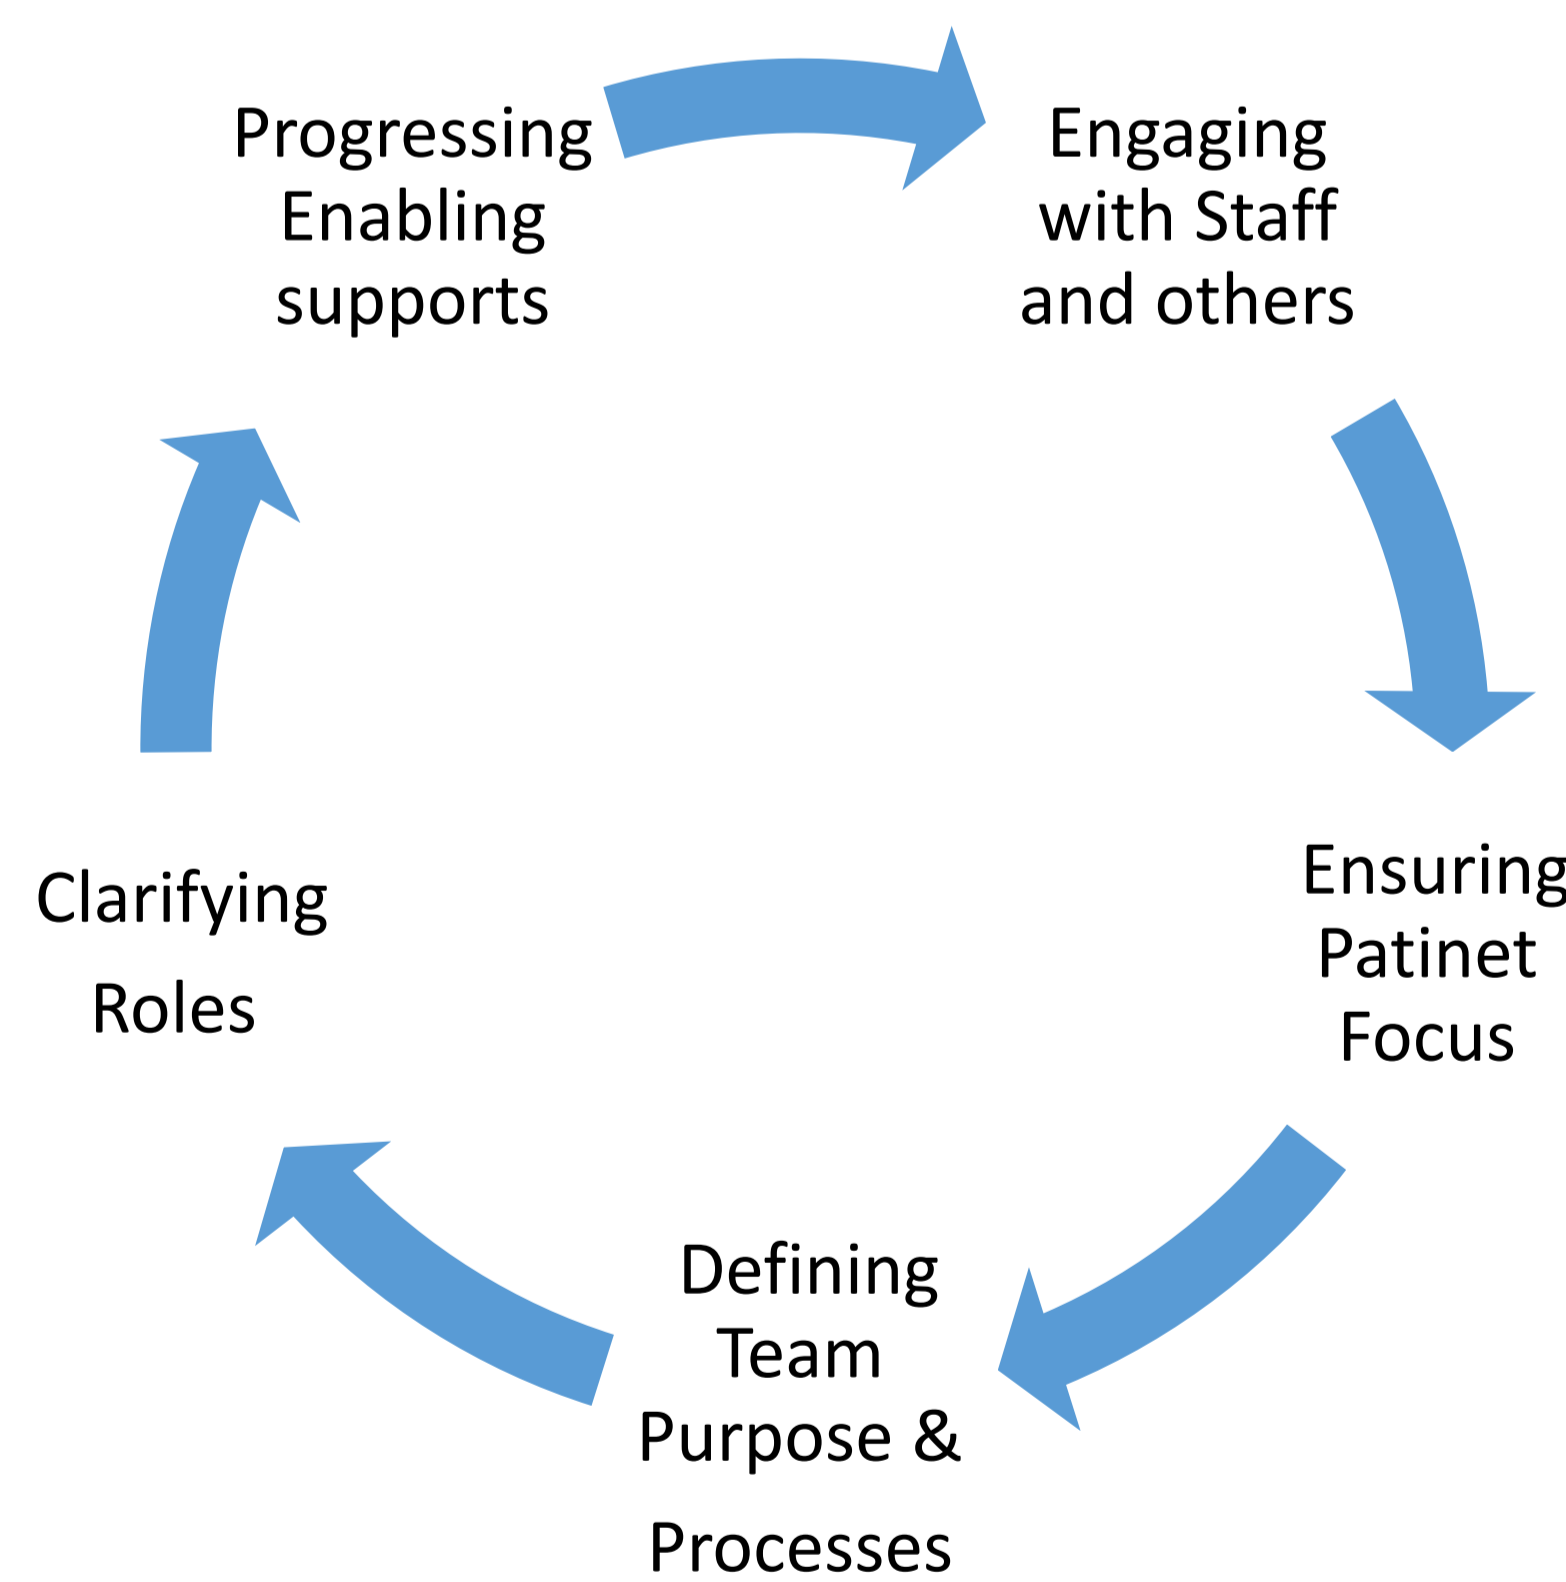 Progressing
Enabling
supports
Engaging
with Staff
and others
Ensuring
Patinet
Focus
Defining
Team
Purpose &
Processes
Clarifying
Roles